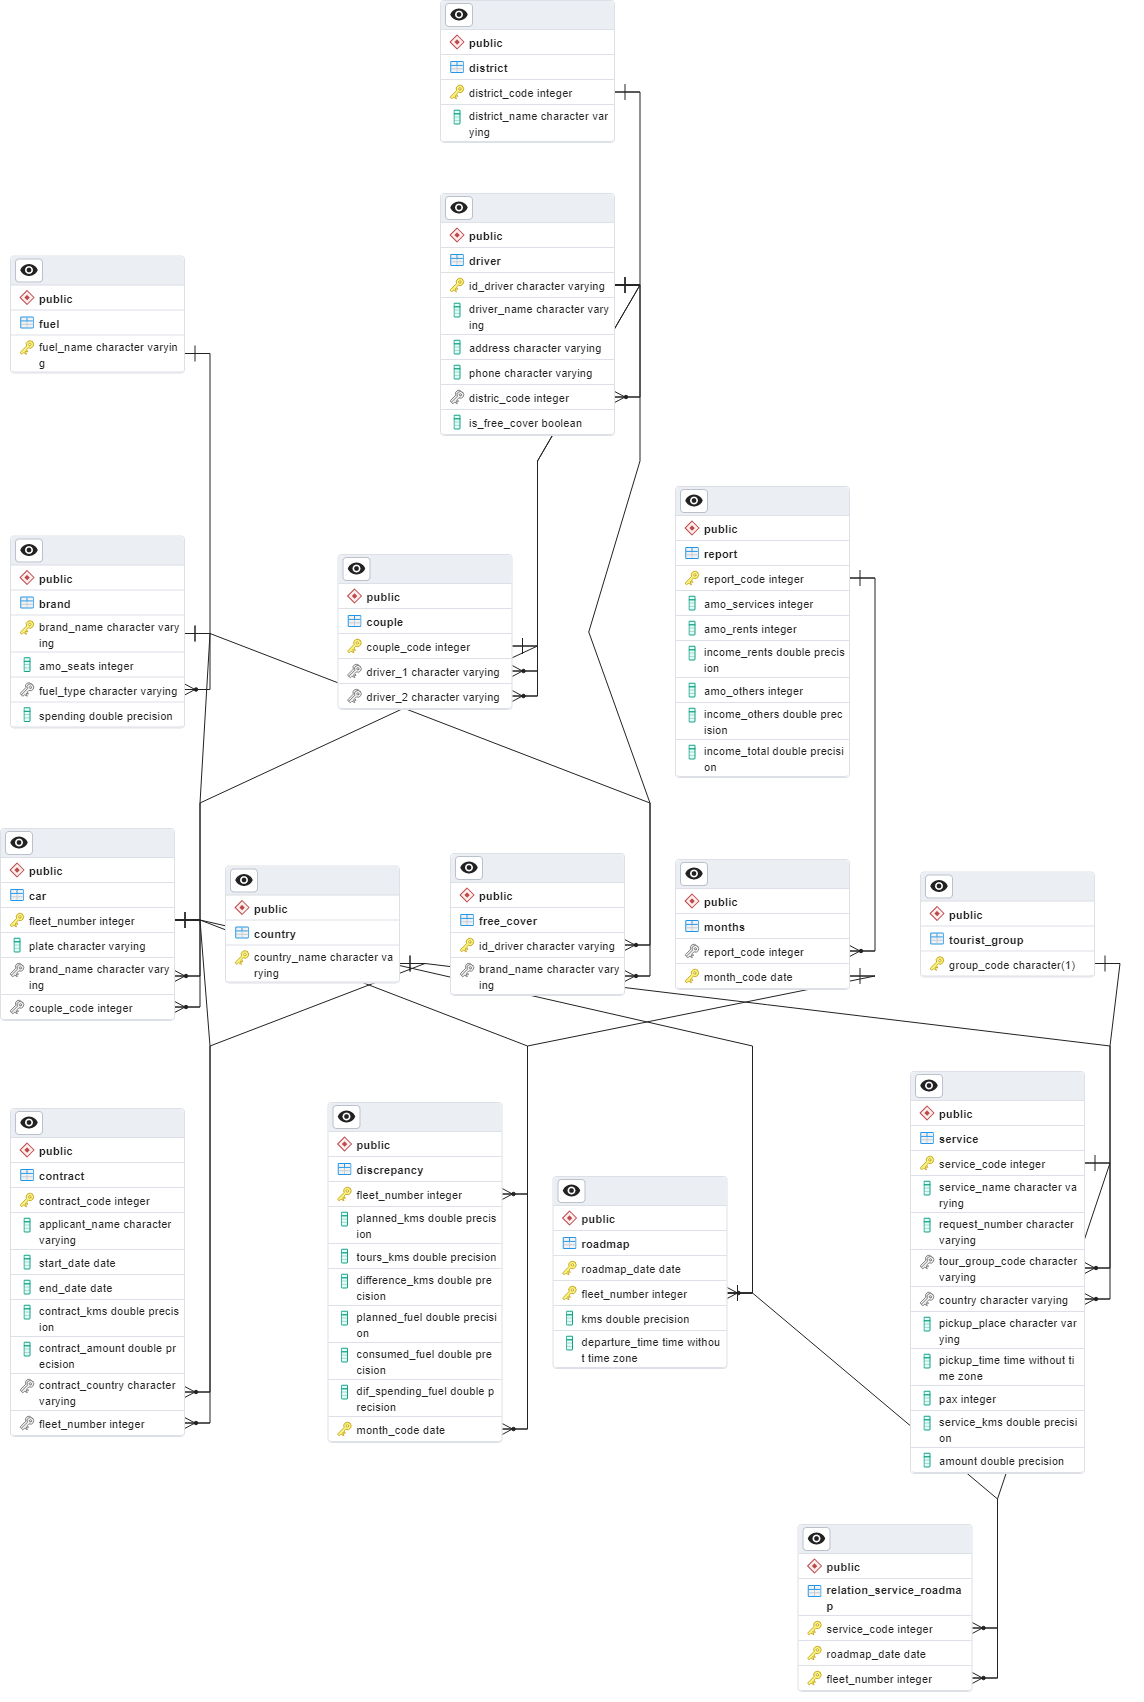 public
district
district_code integer
district_name character var
ying
public
driver
id_driver character varying
driver_name character vary
ing
address character varying
phone character varying
distric_code integer
is_free_cover boolean
public
fuel
fuel_name character varyin
g
public
report
report_code integer
amo_services integer
amo_rents integer
income_rents double precis
ion
amo_others integer
income_others double prec
ision
income_total double precisi
on
public
brand
brand_name character vary
ing
amo_seats integer
fuel_type character varying
spending double precision
public
couple
couple_code integer
driver_1 character varying
driver_2 character varying
public
car
fleet_number integer
plate character varying
brand_name character vary
ing
couple_code integer
public
country
country_name character va
rying
public
free_cover
id_driver character varying
brand_name character vary
ing
public
months
report_code integer
month_code date
public
tourist_group
group_code character(1)
public
contract
contract_code integer
applicant_name character
varying
start_date date
end_date date
contract_kms double precis
ion
contract_amount double pr
ecision
contract_country character
varying
fleet_number integer
public
discrepancy
fleet_number integer
planned_kms double precis
ion
tours_kms double precision
difference_kms double pre
cision
planned_fuel double precisi
on
consumed_fuel double pre
cision
dif_spending_fuel double p
recision
month_code date
public
roadmap
roadmap_date date
fleet_number integer
kms double precision
departure_time time withou
t time zone
public
service
service_code integer
service_name character va
rying
request_number character
varying
tour_group_code character
varying
country character varying
pickup_place character var
ying
pickup_time time without ti
me zone
pax integer
service_kms double precisi
on
amount double precision
public
relation_service_roadma
p
service_code integer
roadmap_date date
fleet_number integer